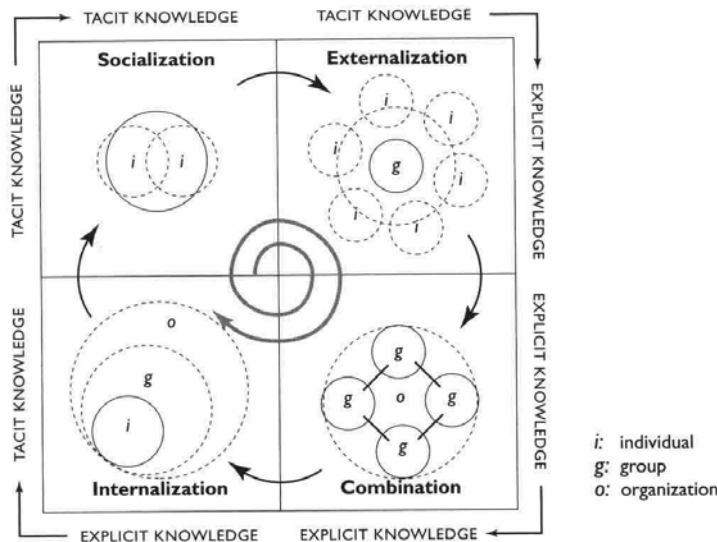 TACIT KNOWLEDGE
TACIT KNOWLEDGE
TACIT KNOWLEDGE
Socialization
i i
Externalization
i
i
i
g
i
i
i
EXPLICIT KNOWLEDGE
TACIT KNOWLEDGE
o
g
i
Internalization
g
g
o
g
g
Combination
EXPLICIT KNOWLEDGE
EXPLICIT KNOWLEDGE
EXPLICIT KNOWLEDGE
i: individual
g: group
o: organization